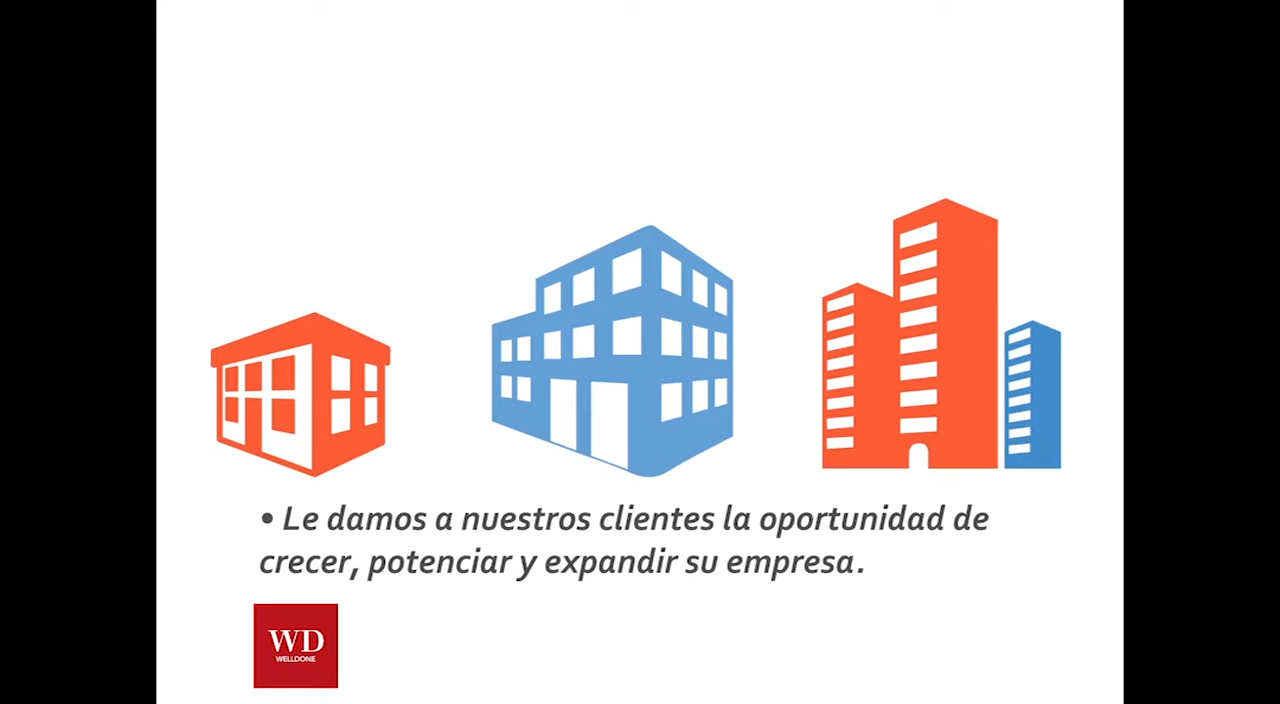 • Le damos a nuestros clientes la oportunidad de
crecer, potenciar y expandir su empresa.
WD
WELLDONE